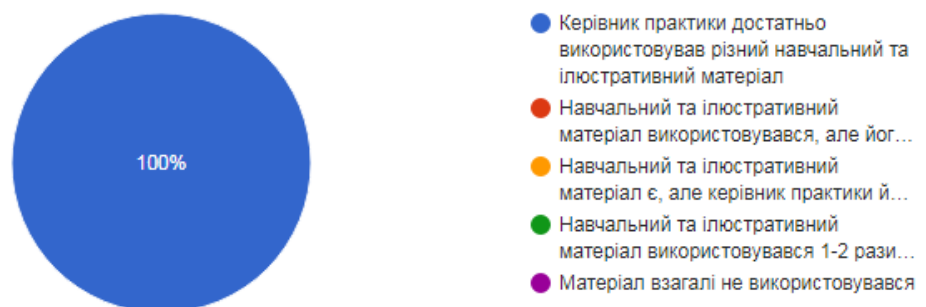 100%
Керівник практики достатньо
використовував різний навчальний та
ілюстративний матеріал
Навчальний та ілюстративний
матеріал використовувався, але йог…
Навчальний та ілюстративний
матеріал є, але керівник практики й…
Навчальний та ілюстративний
матеріал використовувався 1-2 рази…
Матеріал взагалі не використовувався